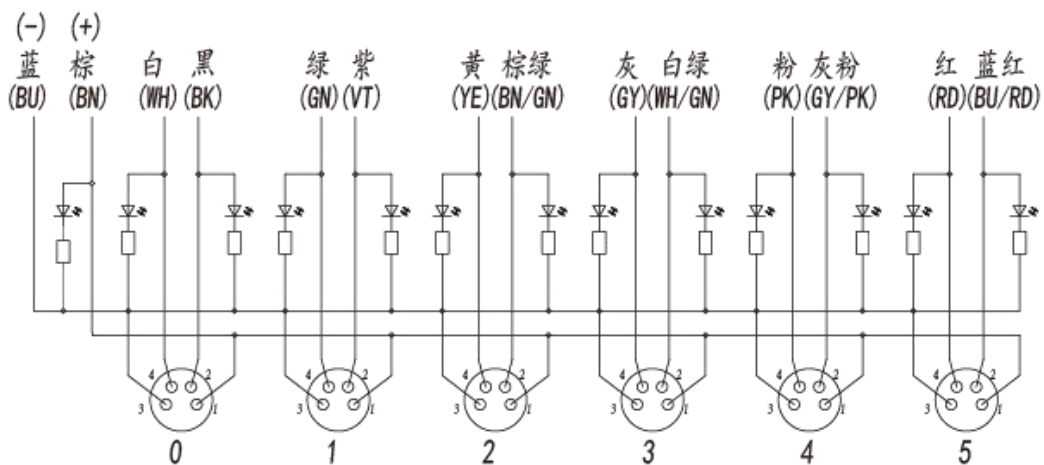 (-) (+)
蓝 棕 白 黑 绿 紫 黄 棕绿 灰 白绿 粉 灰粉 红 蓝红
(BU) (BN) (WH) (BK) (GN)(VT) (YE)(BN/GN) (GY)(WH/GN) (PK)(GY/PK) (RD)(BU/RD)
4 2 4 2 4 2 4 2 4 2 4 2
3 1 3 1 3 1 3 1 3 1 3 1
0 1 2 3 4 5